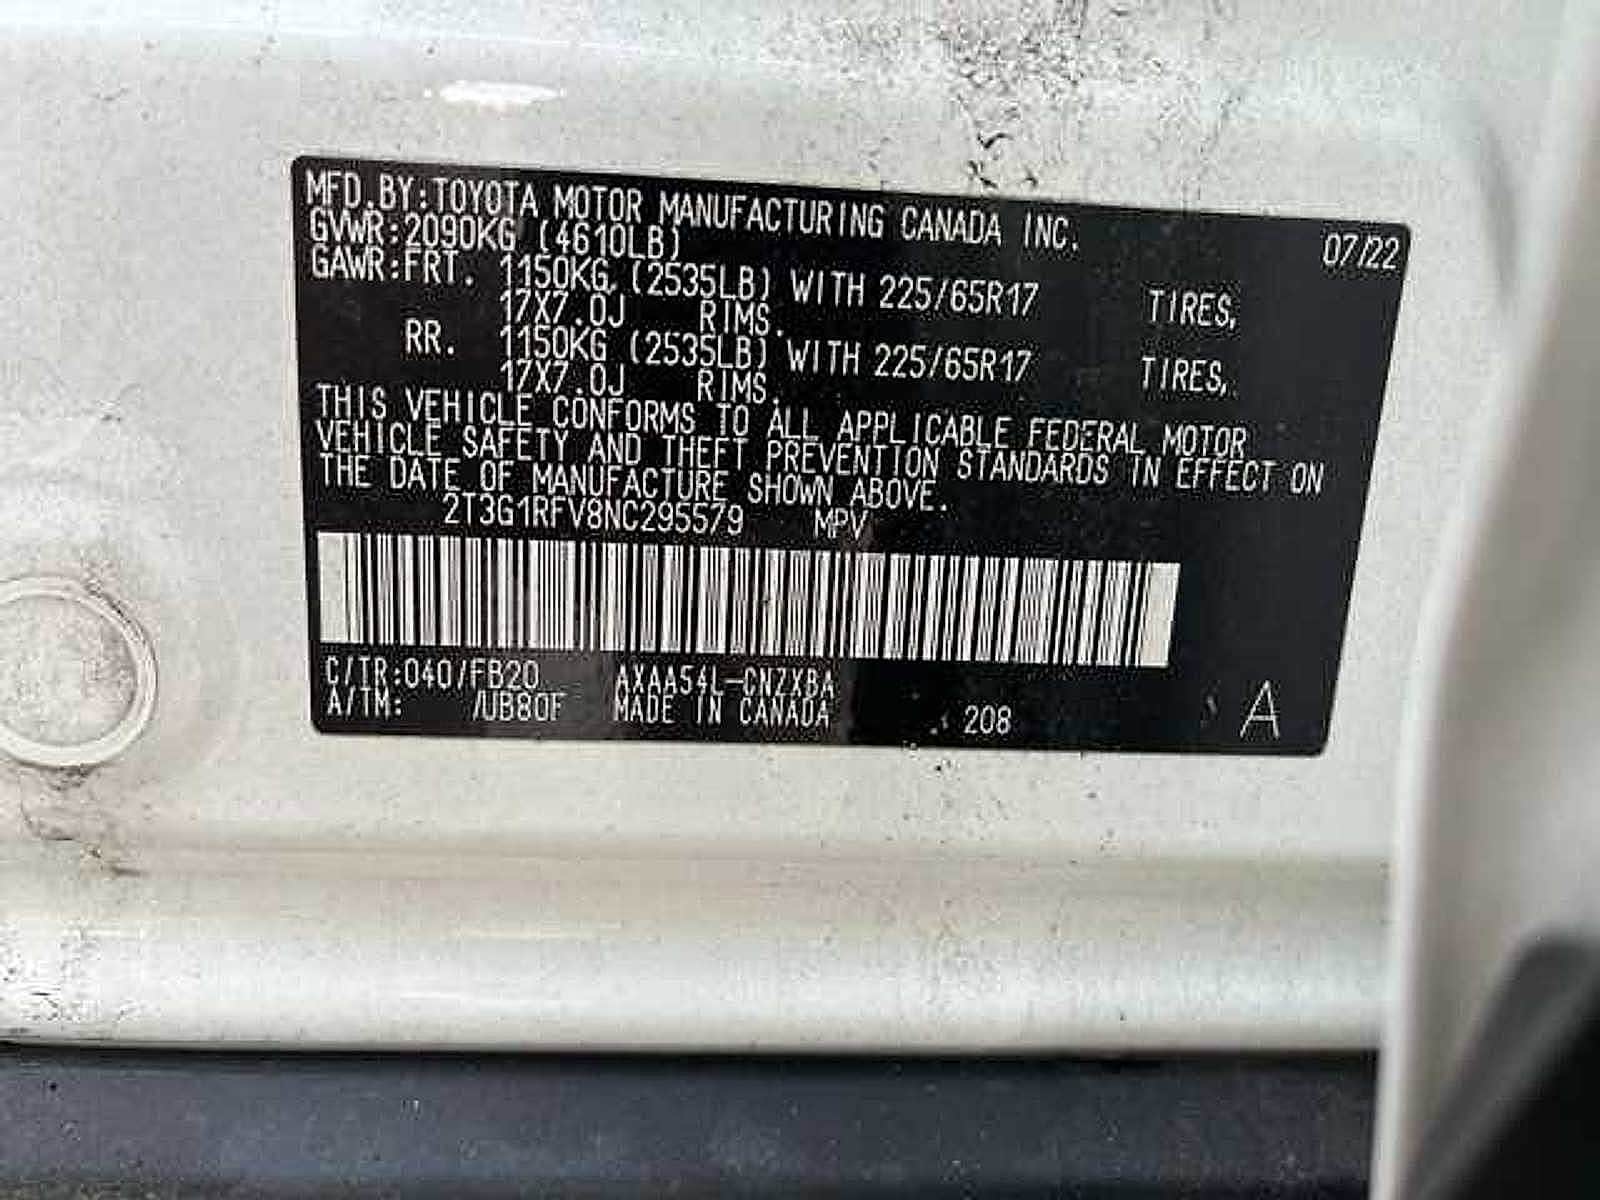 MFD.BY:TOYOTA MOTOR MANUFACTURING CANADA INC. 07/22
GVWR:2090KG (4610LB)
GAWR:FRT. 1150KG (2535LB) WITH 225/65R17 TIRES,
17X7.0J RIMS.
RR. 1150KG (2535LB) WITH 225/65R17 TIRES,
17X7.0J RIMS.
THIS VEHICLE CONFORMS TO ALL APPLICABLE FEDERAL MOTOR
VEHICLE SAFETY AND THEFT PREVENTION STANDARDS IN EFFECT ON
THE DATE OF MANUFACTURE SHOWN ABOVE.
2T3G1RFV8NC295579 MPV
C/TR:040/FB20 AXAA54L-CNZXBA
A/TM: /UB80F MADE IN CANADA 208 A